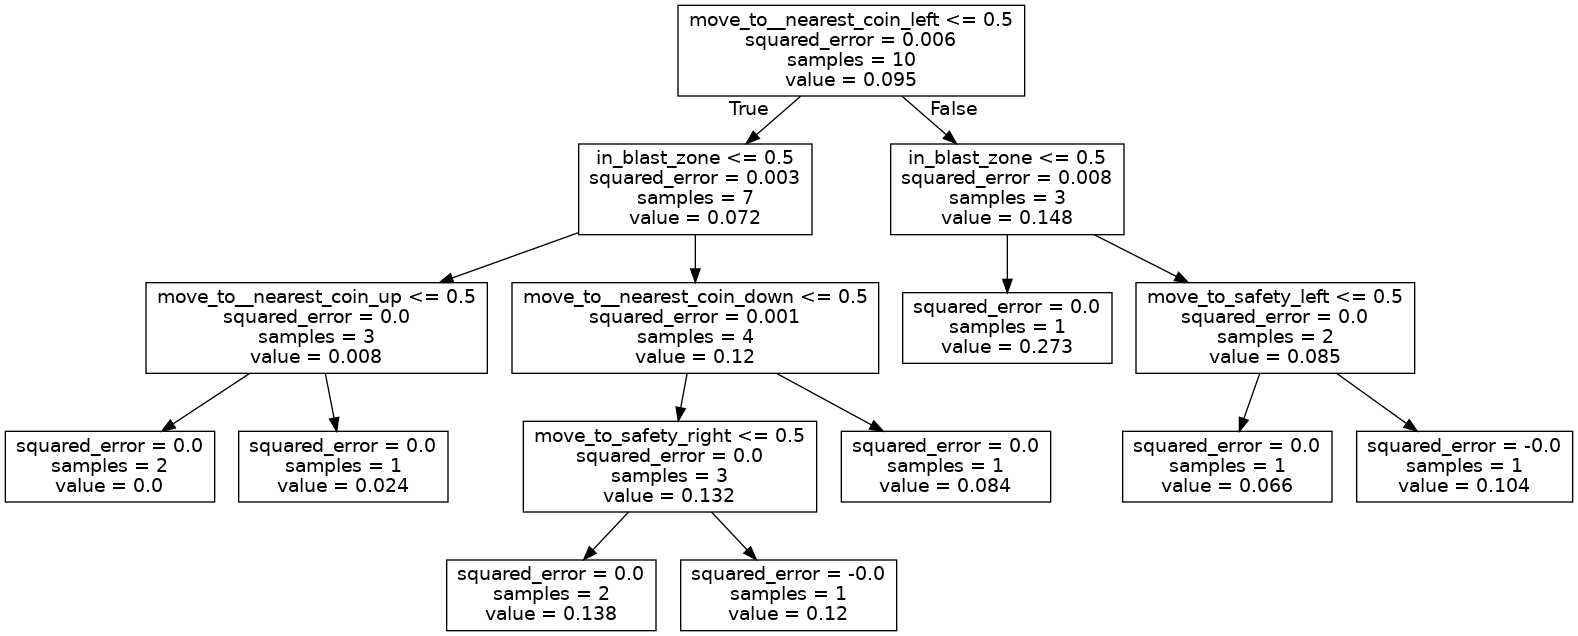 move_to__nearest_coin_left <= 0.5
squared_error = 0.006
samples = 10
value = 0.095
True
False
in_blast_zone <= 0.5
squared_error = 0.003
samples = 7
value = 0.072
in_blast_zone <= 0.5
squared_error = 0.008
samples = 3
value = 0.148
move_to__nearest_coin_up <= 0.5
squared_error = 0.0
samples = 3
value = 0.008
move_to__nearest_coin_down <= 0.5
squared_error = 0.001
samples = 4
value = 0.12
squared_error = 0.0
samples = 1
value = 0.273
move_to_safety_left <= 0.5
squared_error = 0.0
samples = 2
value = 0.085
squared_error = 0.0
samples = 2
value = 0.0
squared_error = 0.0
samples = 1
value = 0.024
move_to_safety_right <= 0.5
squared_error = 0.0
samples = 3
value = 0.132
squared_error = 0.0
samples = 1
value = 0.084
squared_error = 0.0
samples = 1
value = 0.066
squared_error = -0.0
samples = 1
value = 0.104
squared_error = 0.0
samples = 2
value = 0.138
squared_error = -0.0
samples = 1
value = 0.12